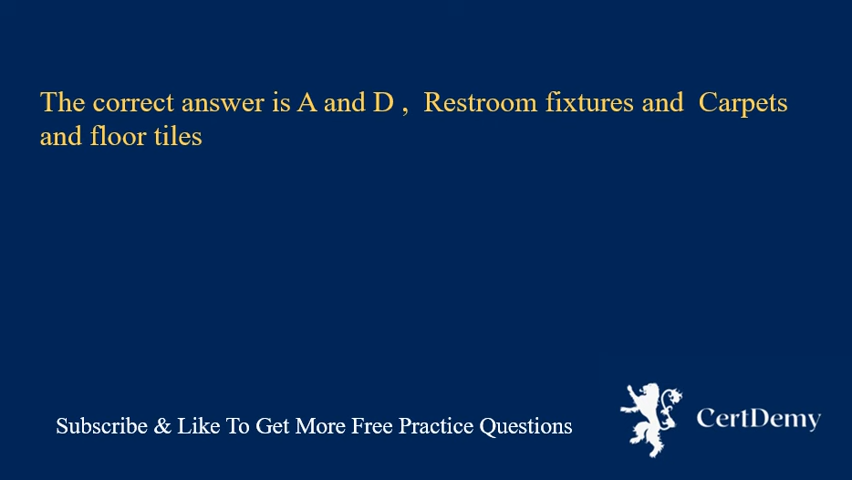 The correct answer is A and D ,  Restroom fixtures and  Carpets
and floor tiles
Subscribe & Like To Get More Free Practice Questions
CertDemy